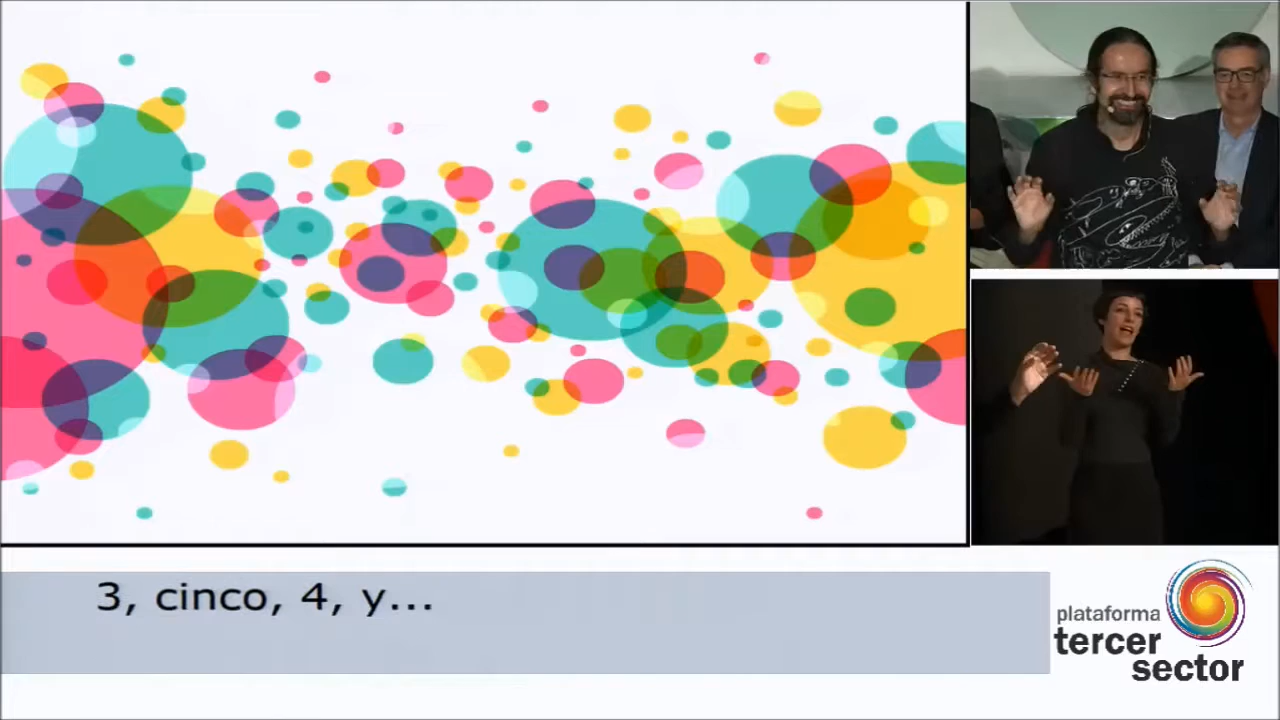 3, cinco, 4, y...
plataforma
tercer
sector